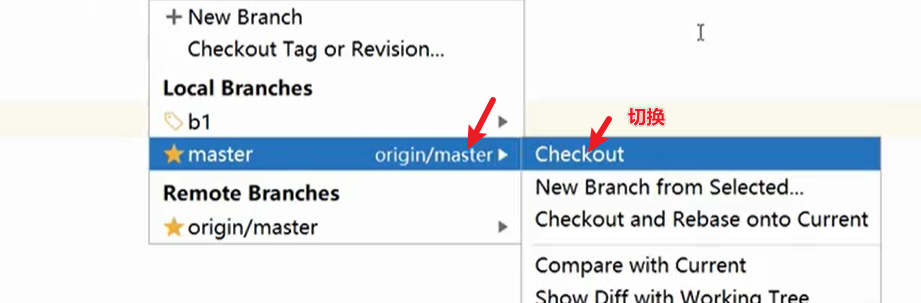 + New Branch
Checkout Tag or Revision...
Local Branches
b1
master origin/master
Remote Branches
origin/master
切换
Checkout
New Branch from Selected...
Checkout and Rebase onto Current
Compare with Current
Show Diff with Working Tree